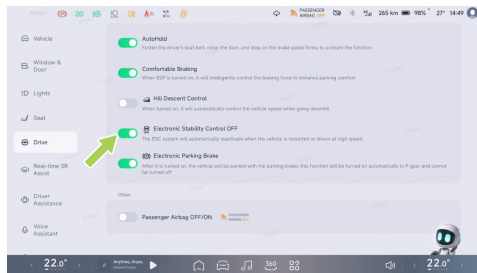 READY
PASSENGER
AIRBAG OFF
265 km
98%
27°
14:49
Vehicle
Window &
Door
Lights
Seat
Drive
Real-time SR
Assist
Driver
Assistance
Voice
Assistant
AutoHold
Fasten the driver's seat belt, close the door, and step on the brake pedal firmly to activate the function
Comfortable Braking
When ESP is turned on, it will intelligently control the braking force to enhance parking comfort
Hill Descent Control
When turned on, it will automatically control the vehicle speed when going downhill
Electronic Stability Control OFF
The ESC system will automatically reactivate when the vehicle is restarted or driven at high speed
Electronic Parking Brake
After it is turned on, the vehicle will be parked with the parking brake; this function will be turned on automatically in P gear and cannot
be turned off
Other
Passenger Airbag OFF/ON
PASSENGER
AIRBAG OFF
22.0°
Anytime, Anyw..
360
22.0°